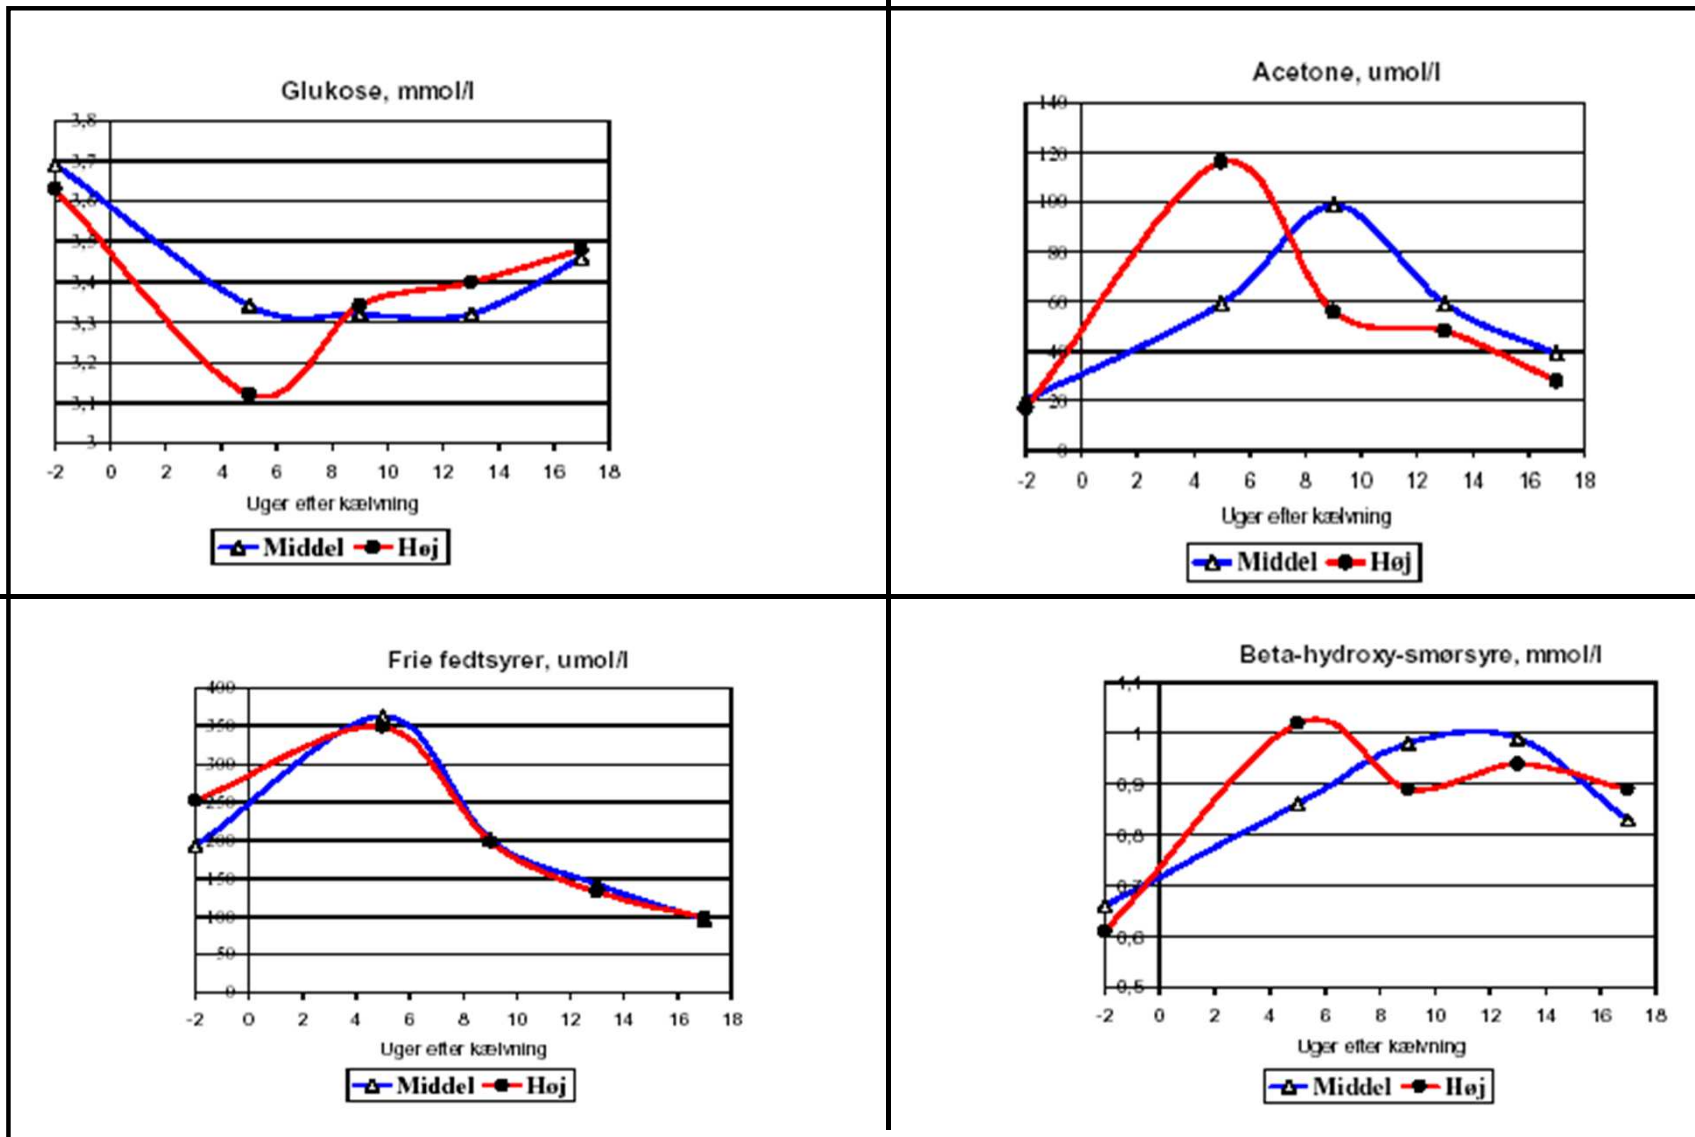 Glukose, mmol/l
3,8
3,7
3,6
3,5
3,4
3,3
3,2
3,1
3
-2 0 2 4 6 8 10 12 14 16 18
Uger efter kælvning
Middel Høj
Acetone, umol/l
140
120
100
80
60
40
20
0
-2 0 2 4 6 8 10 12 14 16 18
Uger efter kælvning
Middel Høj
Frie fedtsyrer, umol/l
400
350
300
250
200
150
100
50
0
-2 0 2 4 6 8 10 12 14 16 18
Uger efter kælvning
Middel Høj
Beta-hydroxy-smørsyre, mmol/l
1,1
1
0,9
0,8
0,7
0,6
0,5
-2 0 2 4 6 8 10 12 14 16 18
Uger efter kælvning
Middel Høj